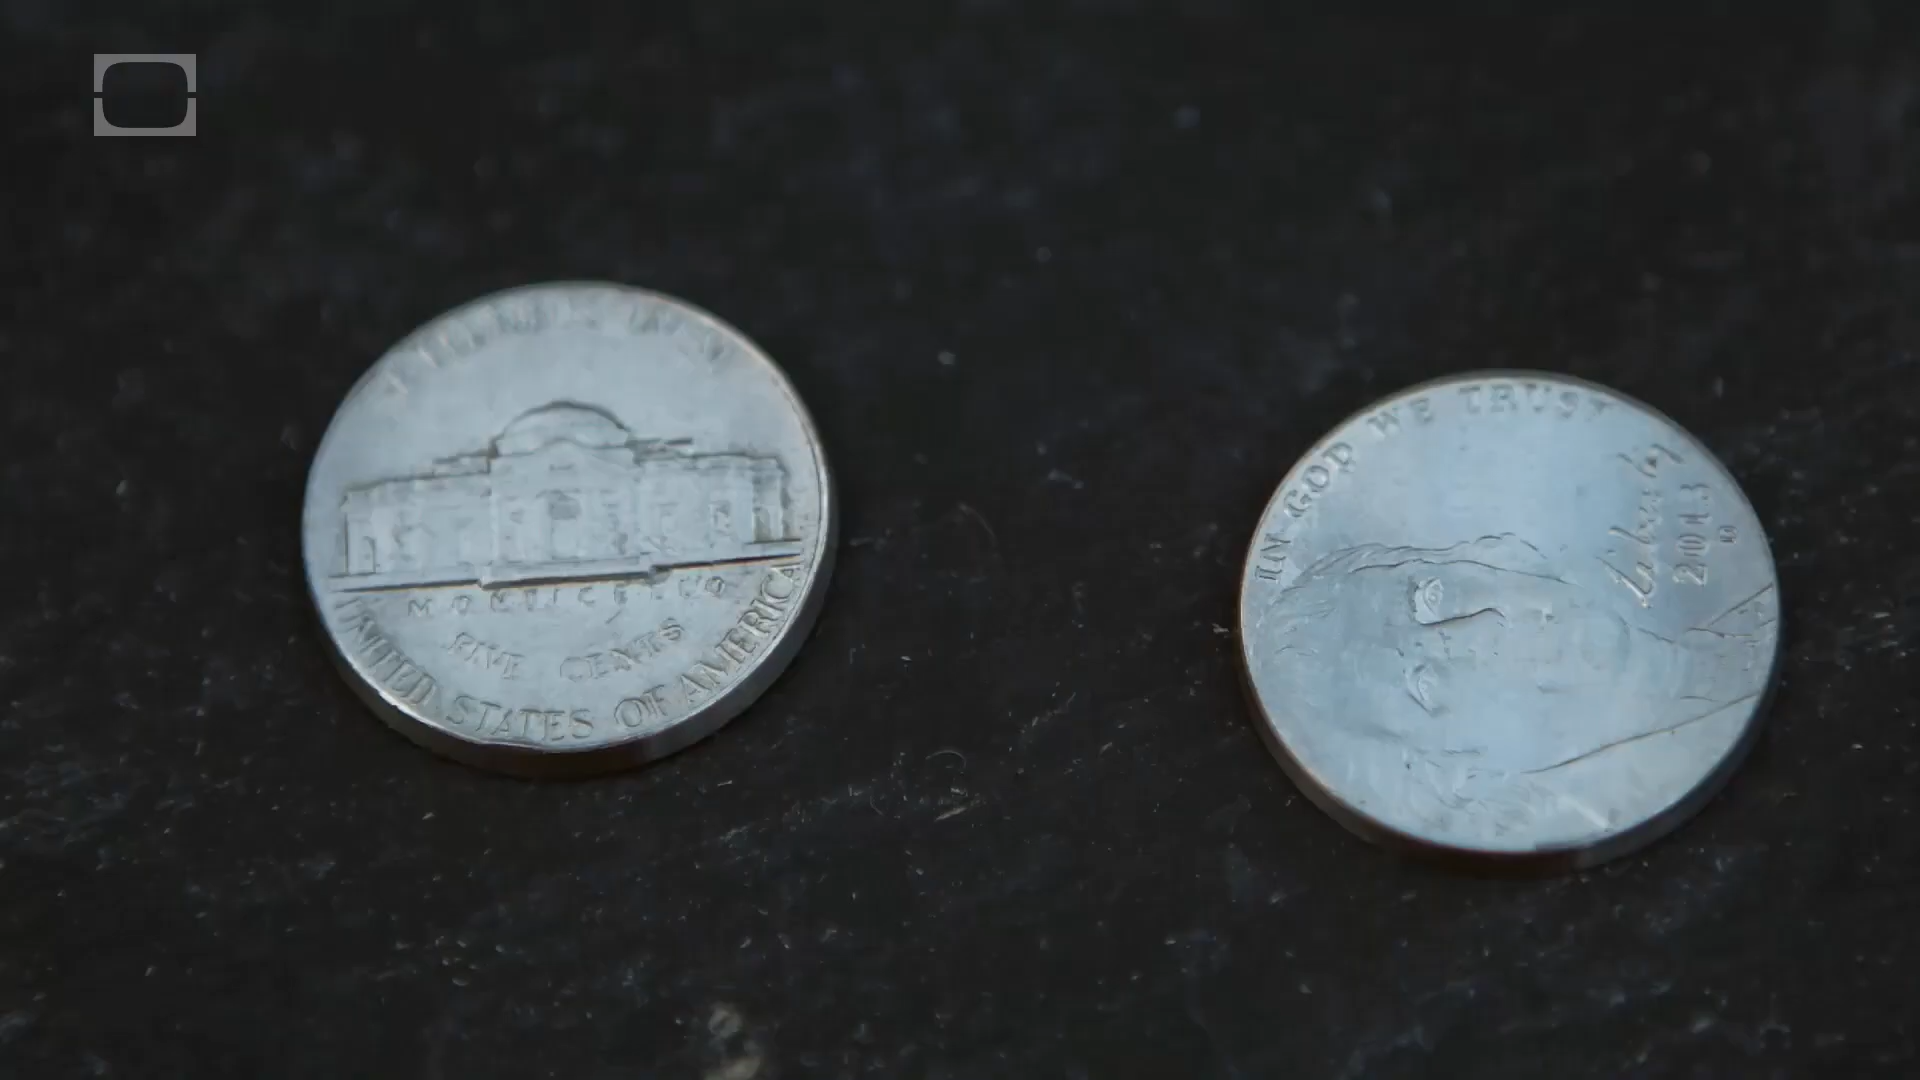 MONTICELLO
FIVE CENTS
UNITED STATES OF AMERICA
IN GOD WE TRUST
Liberty
2013
D